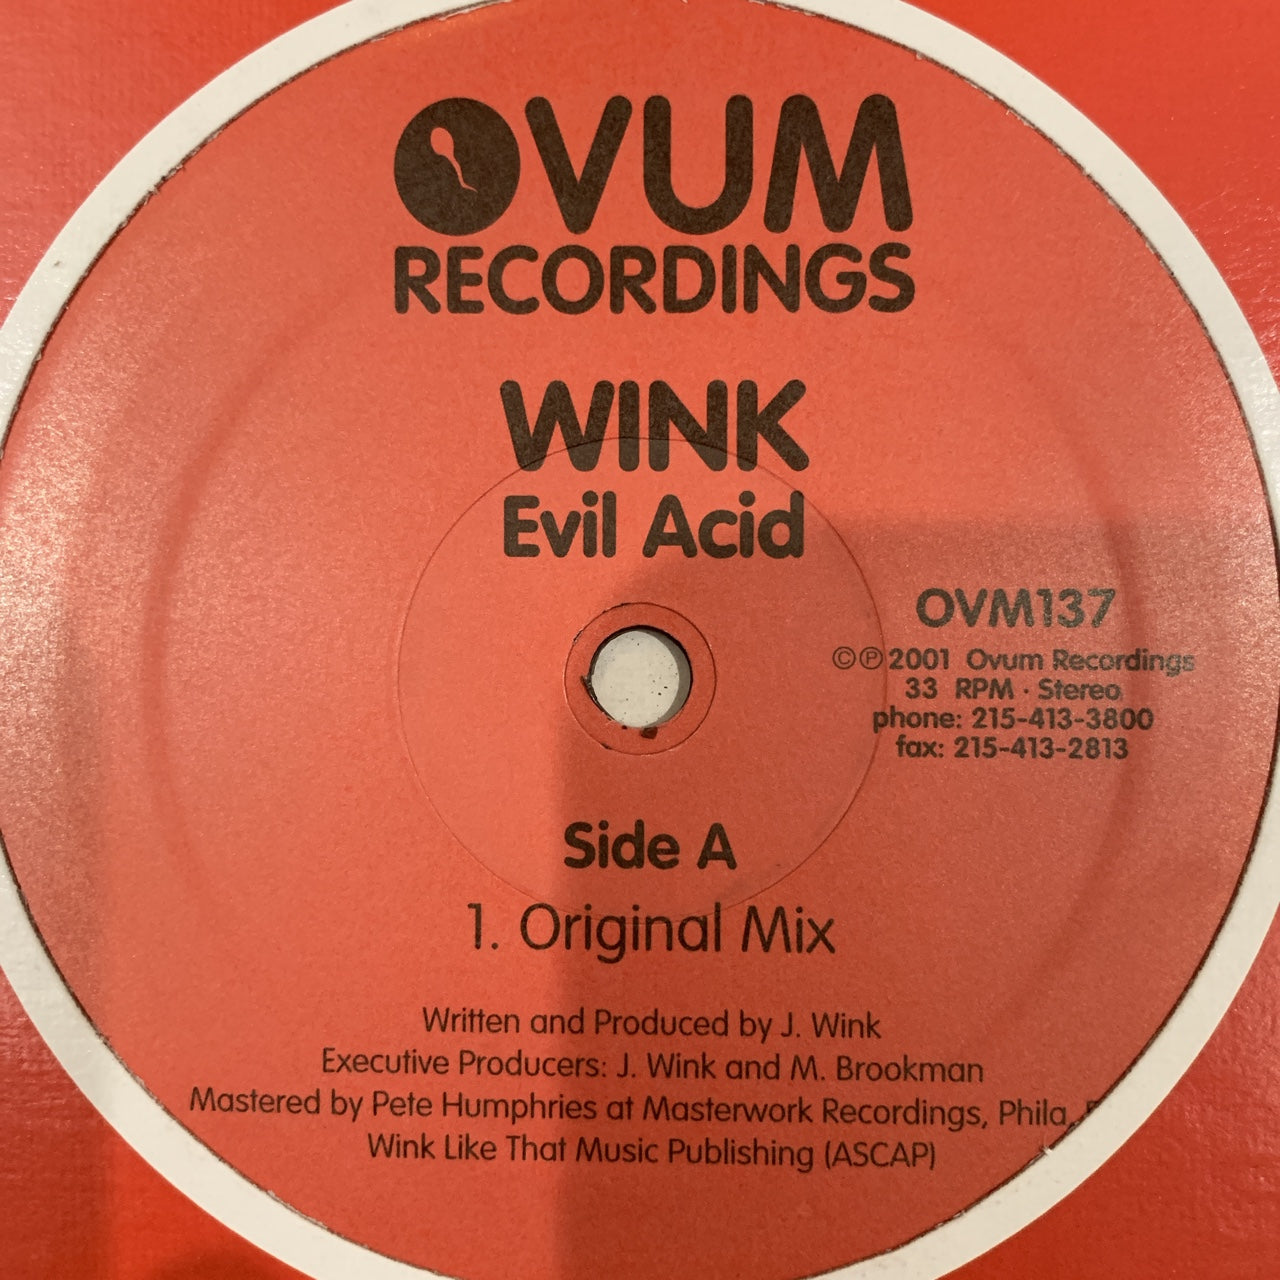 OVUM
RECORDINGS
WINK
Evil Acid
OVM137
©℗2001 Ovum Recordings
33 RPM · Stereo
phone: 215-413-3800
fax: 215-413-2813
Side A
1. Original Mix
Written and Produced by J. Wink
Executive Producers: J. Wink and M. Brookman
Mastered by Pete Humphries at Masterwork Recordings, Phila,
Wink Like That Music Publishing (ASCAP)